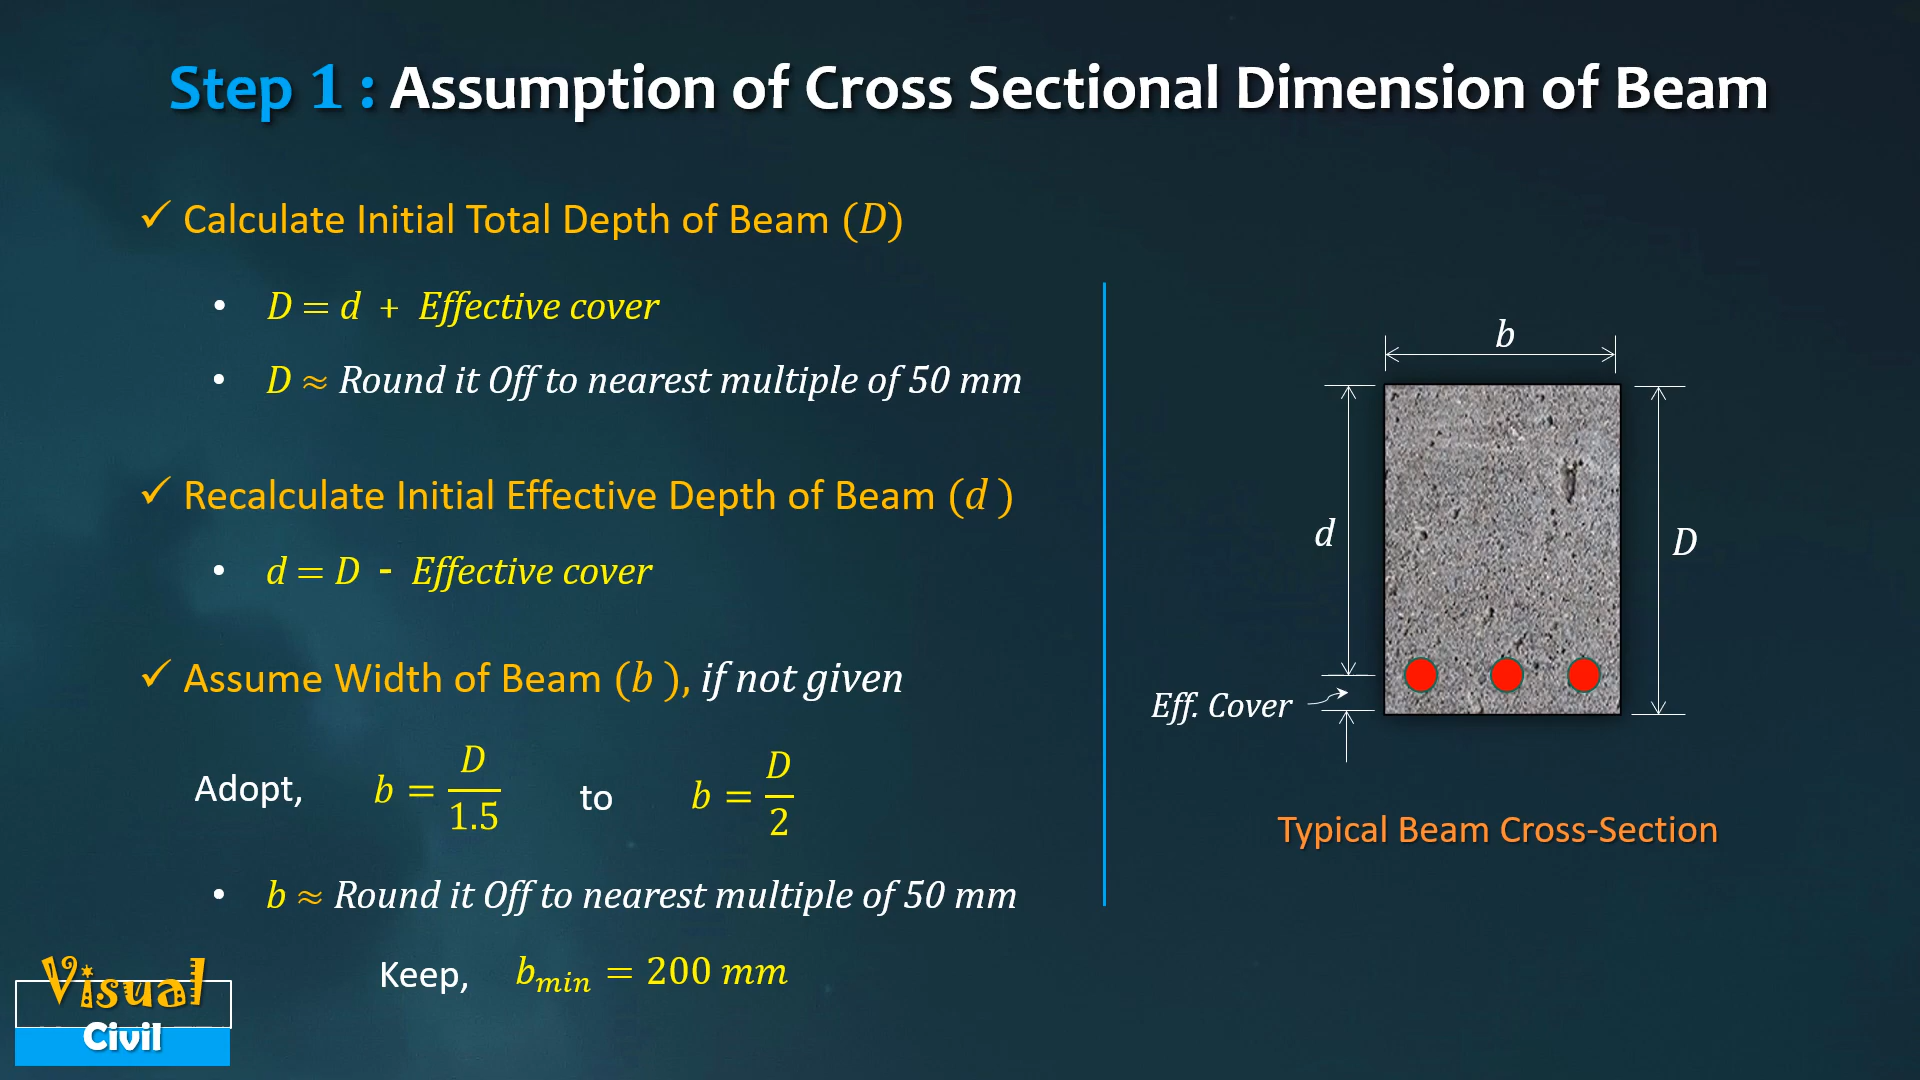 Step 1 : Assumption of Cross Sectional Dimension of Beam
✓ Calculate Initial Total Depth of Beam (D)
• D = d + Effective cover
• D ≈ Round it Off to nearest multiple of 50 mm
✓ Recalculate Initial Effective Depth of Beam (d )
• d = D - Effective cover
✓ Assume Width of Beam (b ), if not given
Adopt, b = D/1.5 to b = D/2
• b ≈ Round it Off to nearest multiple of 50 mm
Keep, b_min = 200 mm
b
d
D
Eff. Cover
Typical Beam Cross-Section
Visual
Civil